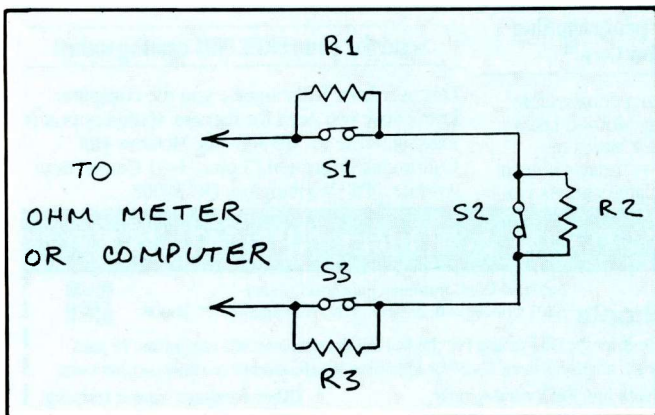 R1
S1
TO
OHM METER
OR COMPUTER
S2
R2
S3
R3